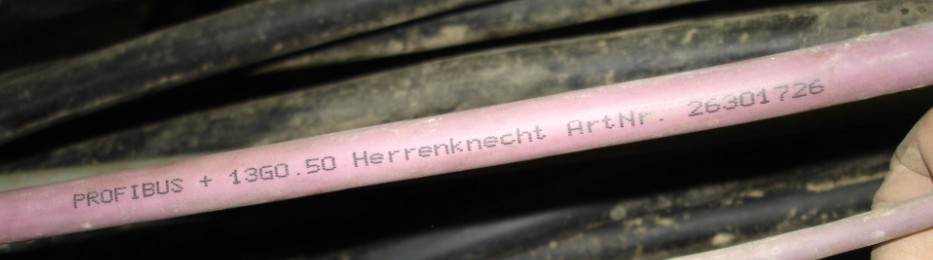 PROFIBUS + 13G0.50 Herrenknecht ArtNr. 26301726